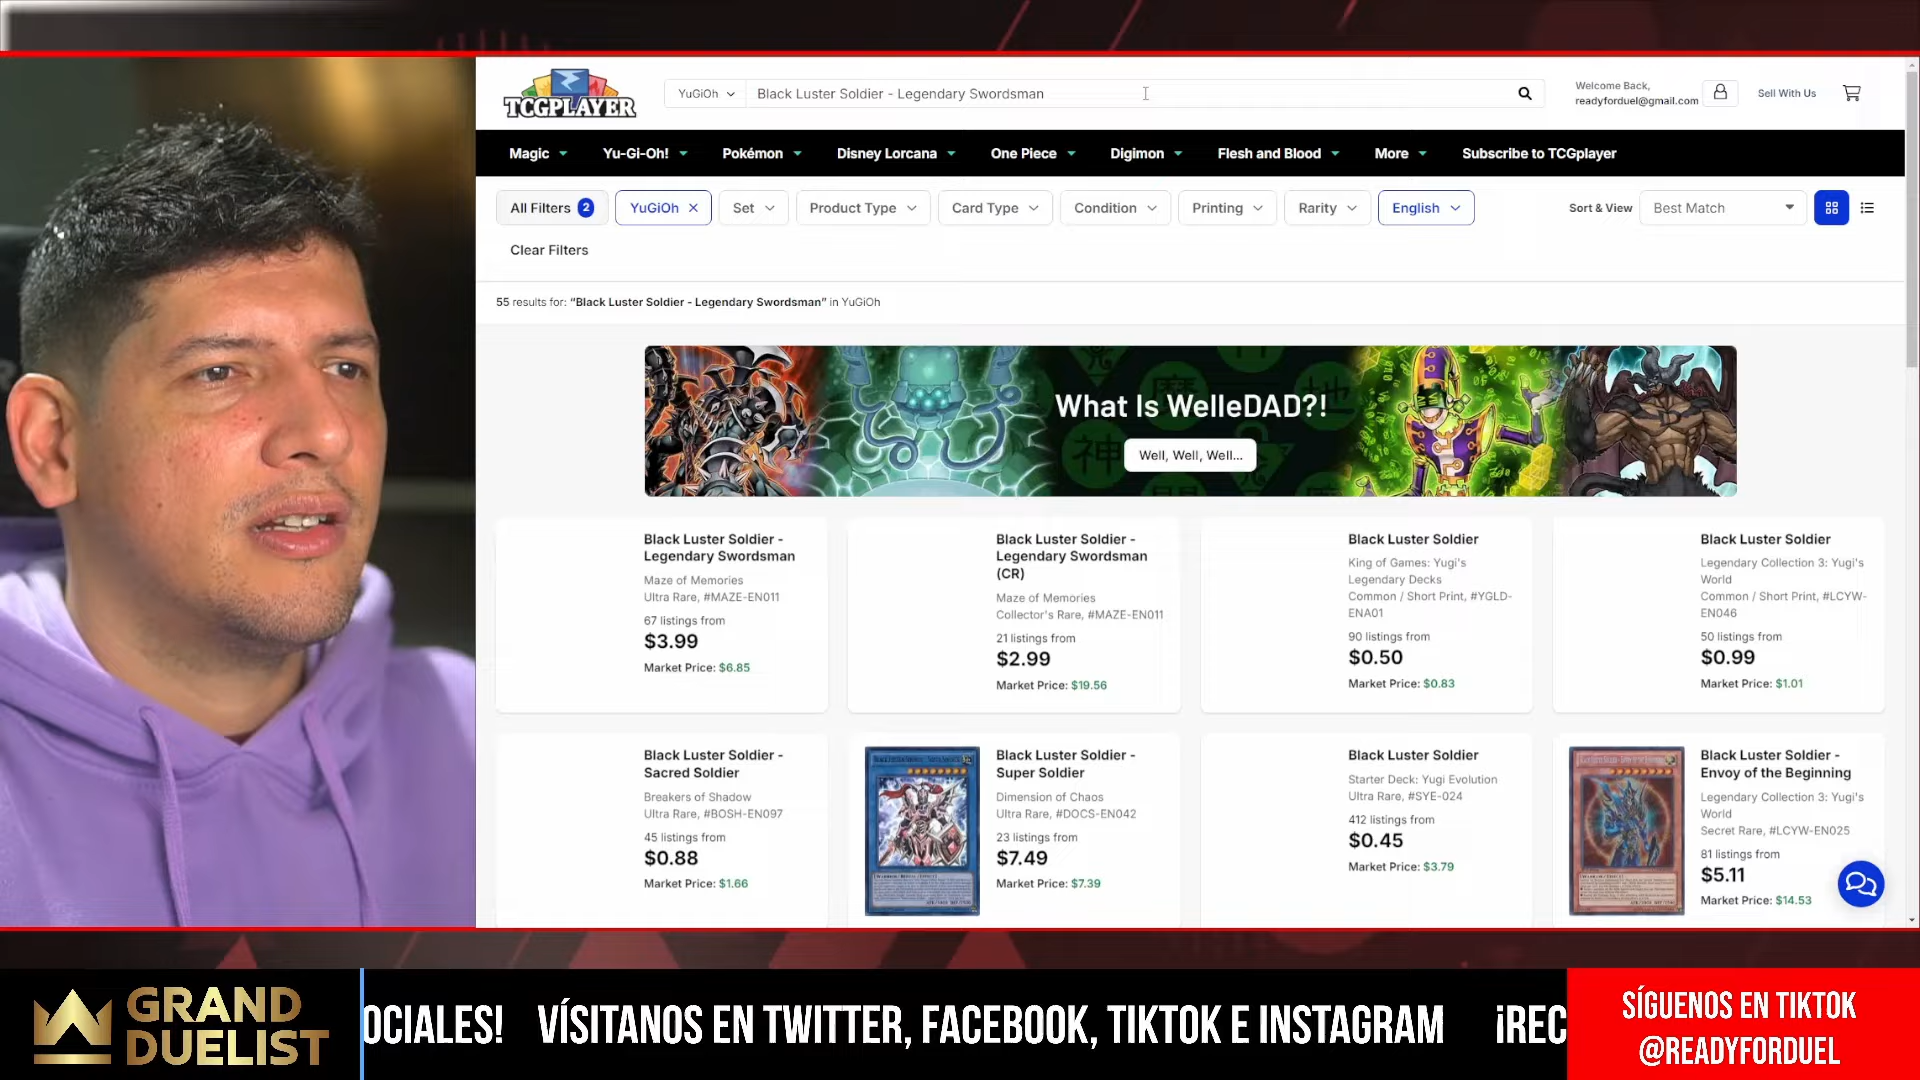 TCGPLAYER
YuGiOh
Black Luster Soldier - Legendary Swordsman
Welcome Back,
readyforduel@gmail.com
Sell With Us
Magic
Yu-Gi-Oh!
Pokémon
Disney Lorcana
One Piece
Digimon
Flesh and Blood
More
Subscribe to TCGplayer
All Filters 2
YuGiOh
Set
Product Type
Card Type
Condition
Printing
Rarity
English
Sort & View
Best Match
Clear Filters
55 results for: “Black Luster Soldier - Legendary Swordsman” in YuGiOh
What Is WelleDAD?!
Well, Well, Well...
Black Luster Soldier -
Legendary Swordsman
Maze of Memories
Ultra Rare, #MAZE-EN011
67 listings from
$3.99
Market Price: $6.85
Black Luster Soldier -
Legendary Swordsman
(CR)
Maze of Memories
Collector's Rare, #MAZE-EN011
21 listings from
$2.99
Market Price: $19.56
Black Luster Soldier
King of Games: Yugi's
Legendary Decks
Common / Short Print, #YGLD-
ENA01
90 listings from
$0.50
Market Price: $0.83
Black Luster Soldier
Legendary Collection 3: Yugi's
World
Common / Short Print, #LCYW-
EN046
50 listings from
$0.99
Market Price: $1.01
Black Luster Soldier -
Sacred Soldier
Breakers of Shadow
Ultra Rare, #BOSH-EN097
45 listings from
$0.88
Market Price: $1.66
Black Luster Soldier -
Super Soldier
Dimension of Chaos
Ultra Rare, #DOCS-EN042
23 listings from
$7.49
Market Price: $7.39
Black Luster Soldier
Starter Deck: Yugi Evolution
Ultra Rare, #SYE-024
412 listings from
$0.45
Market Price: $3.79
Black Luster Soldier -
Envoy of the Beginning
Legendary Collection 3: Yugi's
World
Secret Rare, #LCYW-EN025
81 listings from
$5.11
Market Price: $14.53
GRAND
DUELIST
OCIALES! VÍSITANOS EN TWITTER, FACEBOOK, TIKTOK E INSTAGRAM ¡REC
SÍGUENOS EN TIKTOK
@READYFORDUEL